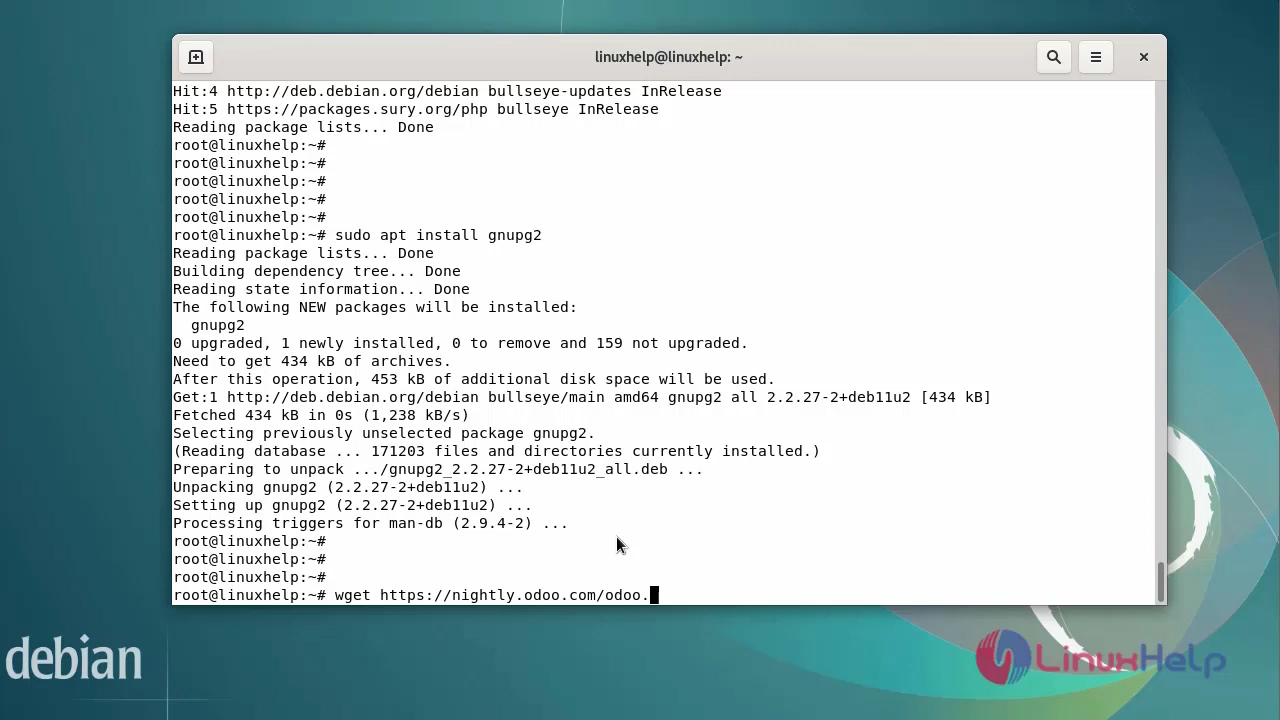 linuxhelp@linuxhelp: ~
Hit:4 http://deb.debian.org/debian bullseye-updates InRelease
Hit:5 https://packages.sury.org/php bullseye InRelease
Reading package lists... Done
root@linuxhelp:~#
root@linuxhelp:~#
root@linuxhelp:~#
root@linuxhelp:~#
root@linuxhelp:~#
root@linuxhelp:~# sudo apt install gnupg2
Reading package lists... Done
Building dependency tree... Done
Reading state information... Done
The following NEW packages will be installed:
  gnupg2
0 upgraded, 1 newly installed, 0 to remove and 159 not upgraded.
Need to get 434 kB of archives.
After this operation, 453 kB of additional disk space will be used.
Get:1 http://deb.debian.org/debian bullseye/main amd64 gnupg2 all 2.2.27-2+deb11u2 [434 kB]
Fetched 434 kB in 0s (1,238 kB/s)
Selecting previously unselected package gnupg2.
(Reading database ... 171203 files and directories currently installed.)
Preparing to unpack .../gnupg2_2.2.27-2+deb11u2_all.deb ...
Unpacking gnupg2 (2.2.27-2+deb11u2) ...
Setting up gnupg2 (2.2.27-2+deb11u2) ...
Processing triggers for man-db (2.9.4-2) ...
root@linuxhelp:~#
root@linuxhelp:~#
root@linuxhelp:~#
root@linuxhelp:~# wget https://nightly.odoo.com/odoo.
debian
LinuxHelp